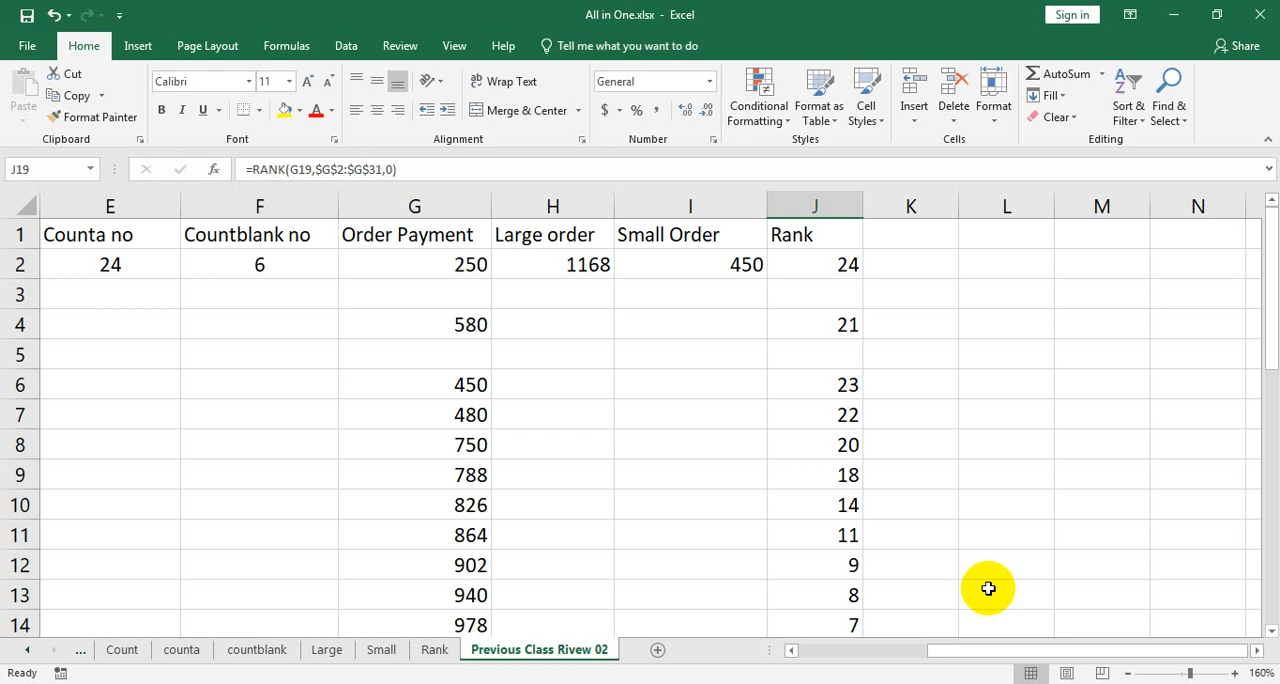 All in One.xlsx - Excel
Sign in
File Home Insert Page Layout Formulas Data Review View Help Tell me what you want to do Share
Paste Cut Copy Format Painter Clipboard
Calibri 11 B I U A Font
Wrap Text Merge & Center Alignment
General $ % , Number
Conditional Formatting Format as Table Cell Styles Styles
Insert Delete Format Cells
AutoSum Fill Clear Sort & Filter Find & Select Editing
J19 fx =RANK(G19,$G$2:$G$31,0)
E F G H I J K L M N
1 Counta no Countblank no Order Payment Large order Small Order Rank
2 24 6 250 1168 450 24
3
4 580 21
5
6 450 23
7 480 22
8 750 20
9 788 18
10 826 14
11 864 11
12 902 9
13 940 8
14 978 7
... Count counta countblank Large Small Rank Previous Class Rivew 02
Ready 160%